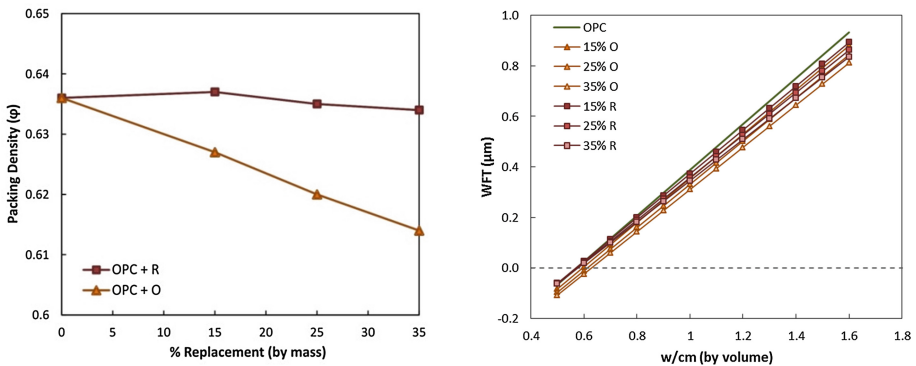 0.65
0.64
0.63
0.62
0.61
0.6
Packing Density (φ)
OPC + R
OPC + O
0 5 10 15 20 25 30 35
% Replacement (by mass)
1.0
0.8
0.6
0.4
0.2
0.0
-0.2
WFT (μm)
OPC
15% O
25% O
35% O
15% R
25% R
35% R
0.4 0.6 0.8 1 1.2 1.4 1.6 1.8
w/cm (by volume)